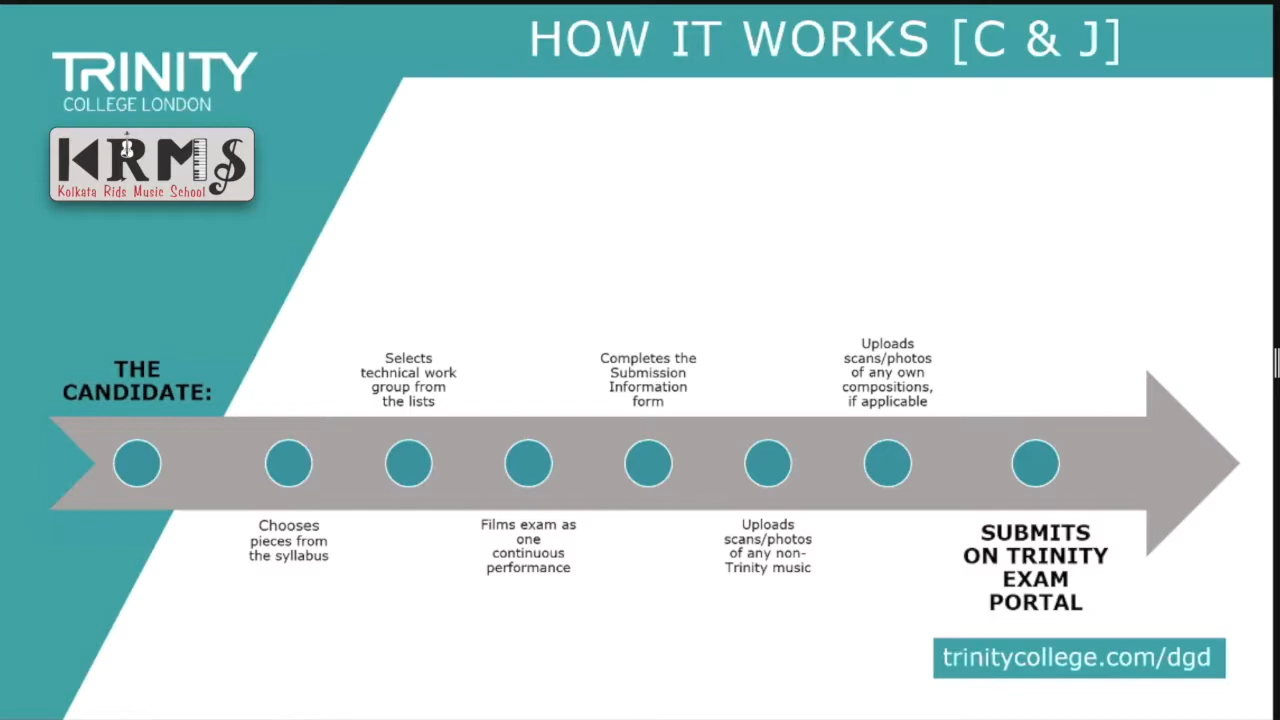 HOW IT WORKS [C & J]
TRINITY
COLLEGE LONDON
KRMS
Kolkata Rids Music School
THE
CANDIDATE:
Chooses
pieces from
the syllabus
Selects
technical work
group from
the lists
Films exam as
one
continuous
performance
Completes the
Submission
Information
form
Uploads
scans/photos
of any non-
Trinity music
Uploads
scans/photos
of any own
compositions,
if applicable
SUBMITS
ON TRINITY
EXAM
PORTAL
trinitycollege.com/dgd